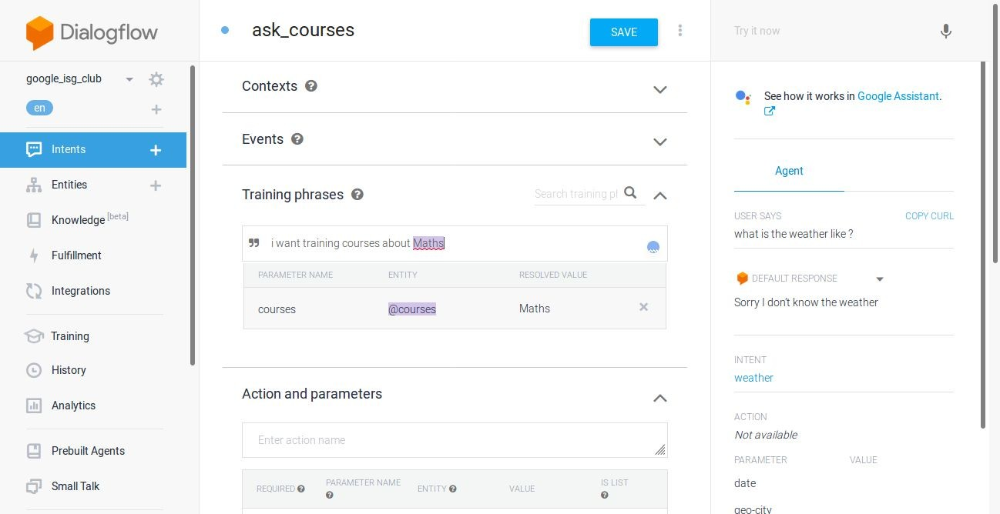 Dialogflow
google_isg_club
en
Intents
Entities
Knowledge [beta]
Fulfillment
Integrations
Training
History
Analytics
Prebuilt Agents
Small Talk
ask_courses
SAVE
Contexts
Events
Training phrases
Search training pl
i want training courses about Maths
PARAMETER NAME ENTITY RESOLVED VALUE
courses @courses Maths
Action and parameters
Enter action name
REQUIRED PARAMETER NAME ENTITY VALUE IS LIST
Try it now
See how it works in Google Assistant.
Agent
USER SAYS COPY CURL
what is the weather like ?
DEFAULT RESPONSE
Sorry I don't know the weather
INTENT
weather
ACTION
Not available
PARAMETER VALUE
date
geo-city